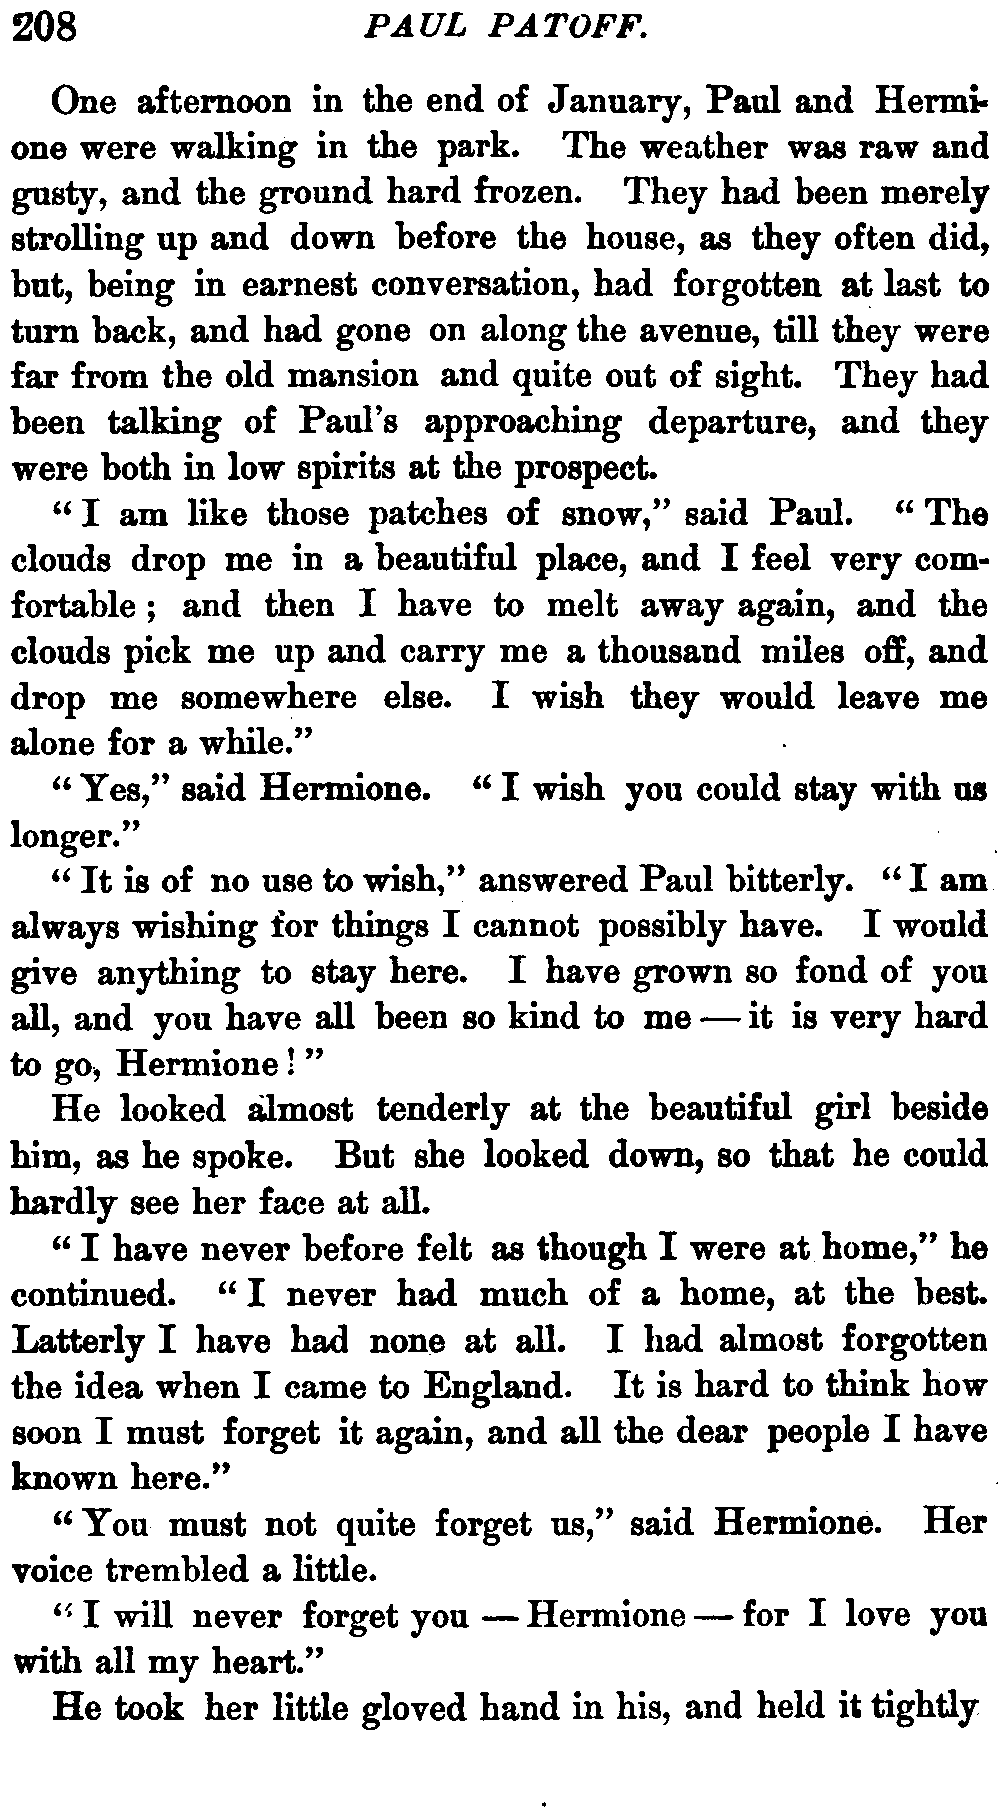 208 PAUL PATOFF.
One afternoon in the end of January, Paul and Hermi-
one were walking in the park. The weather was raw and
gusty, and the ground hard frozen. They had been merely
strolling up and down before the house, as they often did,
but, being in earnest conversation, had forgotten at last to
turn back, and had gone on along the avenue, till they were
far from the old mansion and quite out of sight. They had
been talking of Paul's approaching departure, and they
were both in low spirits at the prospect.
"I am like those patches of snow," said Paul. "The
clouds drop me in a beautiful place, and I feel very com-
fortable; and then I have to melt away again, and the
clouds pick me up and carry me a thousand miles off, and
drop me somewhere else. I wish they would leave me
alone for a while."
"Yes," said Hermione. "I wish you could stay with us
longer."
"It is of no use to wish," answered Paul bitterly. "I am
always wishing for things I cannot possibly have. I would
give anything to stay here. I have grown so fond of you
all, and you have all been so kind to me — it is very hard
to go, Hermione!"
He looked almost tenderly at the beautiful girl beside
him, as he spoke. But she looked down, so that he could
hardly see her face at all.
"I have never before felt as though I were at home," he
continued. "I never had much of a home, at the best.
Latterly I have had none at all. I had almost forgotten
the idea when I came to England. It is hard to think how
soon I must forget it again, and all the dear people I have
known here."
"You must not quite forget us," said Hermione. Her
voice trembled a little.
"I will never forget you — Hermione — for I love you
with all my heart."
He took her little gloved hand in his, and held it tightly